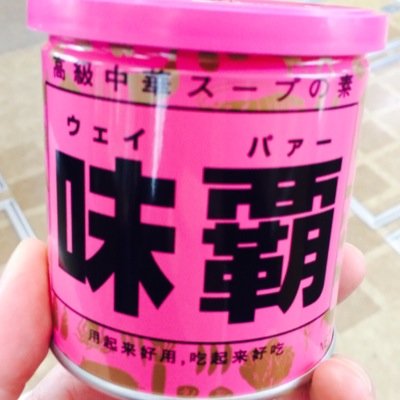 高級中華スープの素
ウェイ パァー
味覇
用起来好用,吃起来好吃